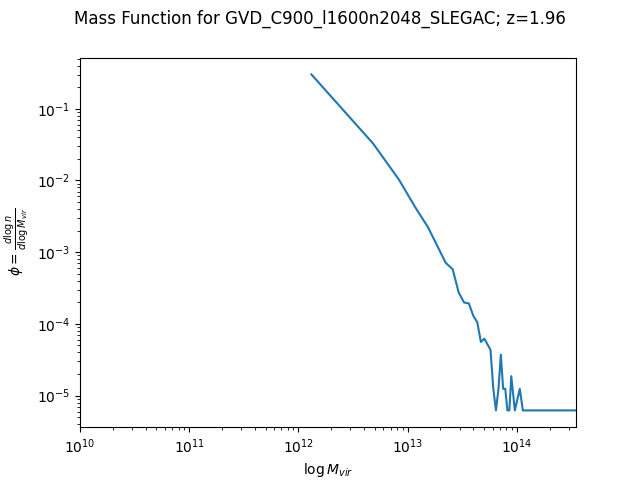 Mass Function for GVD_C900_l1600n2048_SLEGAC; z=1.96
10⁻¹
10⁻²
10⁻³
10⁻⁴
10⁻⁵
ϕ = d log n / d log M_vir
10¹⁰ 10¹¹ 10¹² 10¹³ 10¹⁴
log M_vir